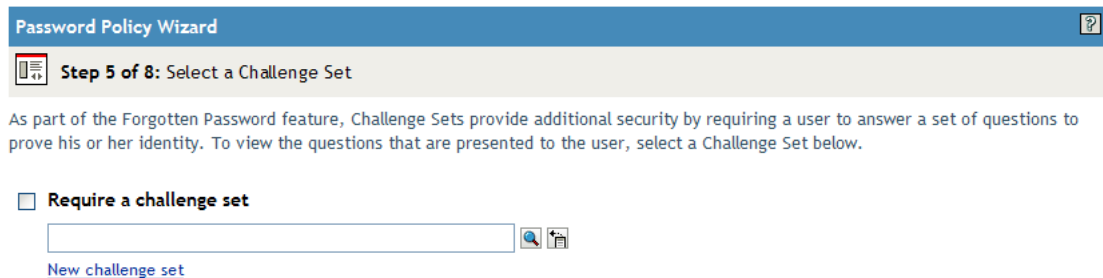 Password Policy Wizard
?
Step 5 of 8: Select a Challenge Set
As part of the Forgotten Password feature, Challenge Sets provide additional security by requiring a user to answer a set of questions to
prove his or her identity. To view the questions that are presented to the user, select a Challenge Set below.
Require a challenge set
New challenge set